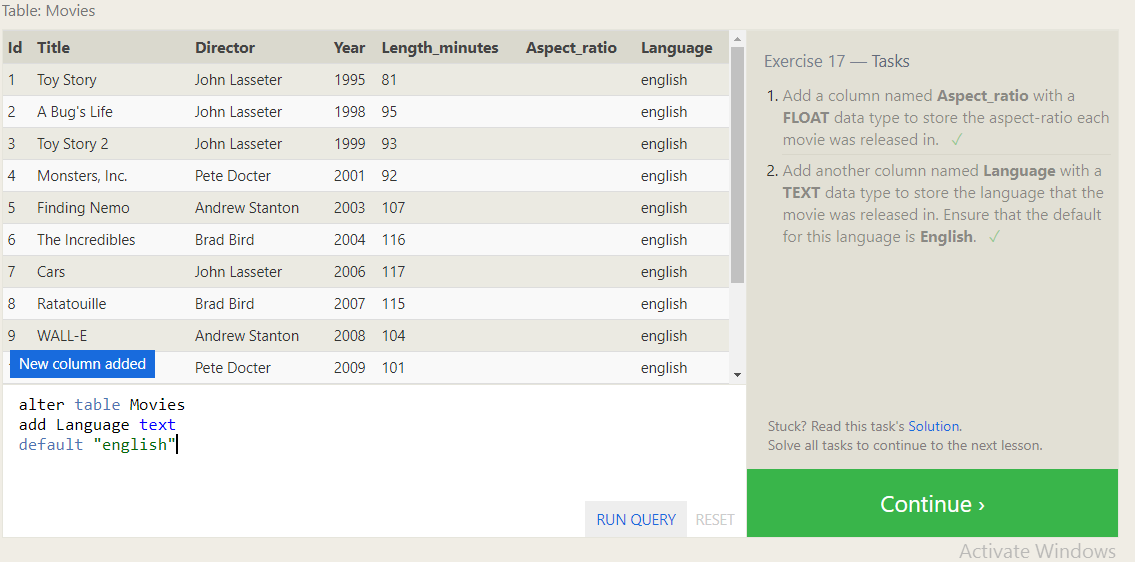 Table: Movies
Id Title Director Year Length_minutes Aspect_ratio Language
1 Toy Story John Lasseter 1995 81 english
2 A Bug's Life John Lasseter 1998 95 english
3 Toy Story 2 John Lasseter 1999 93 english
4 Monsters, Inc. Pete Docter 2001 92 english
5 Finding Nemo Andrew Stanton 2003 107 english
6 The Incredibles Brad Bird 2004 116 english
7 Cars John Lasseter 2006 117 english
8 Ratatouille Brad Bird 2007 115 english
9 WALL-E Andrew Stanton 2008 104 english
Pete Docter 2009 101 english
New column added
alter table Movies
add Language text
default "english"
RUN QUERY RESET
Exercise 17 — Tasks
1. Add a column named Aspect_ratio with a
FLOAT data type to store the aspect-ratio each
movie was released in. ✓
2. Add another column named Language with a
TEXT data type to store the language that the
movie was released in. Ensure that the default
for this language is English. ✓
Stuck? Read this task's Solution.
Solve all tasks to continue to the next lesson.
Continue ›
Activate Windows